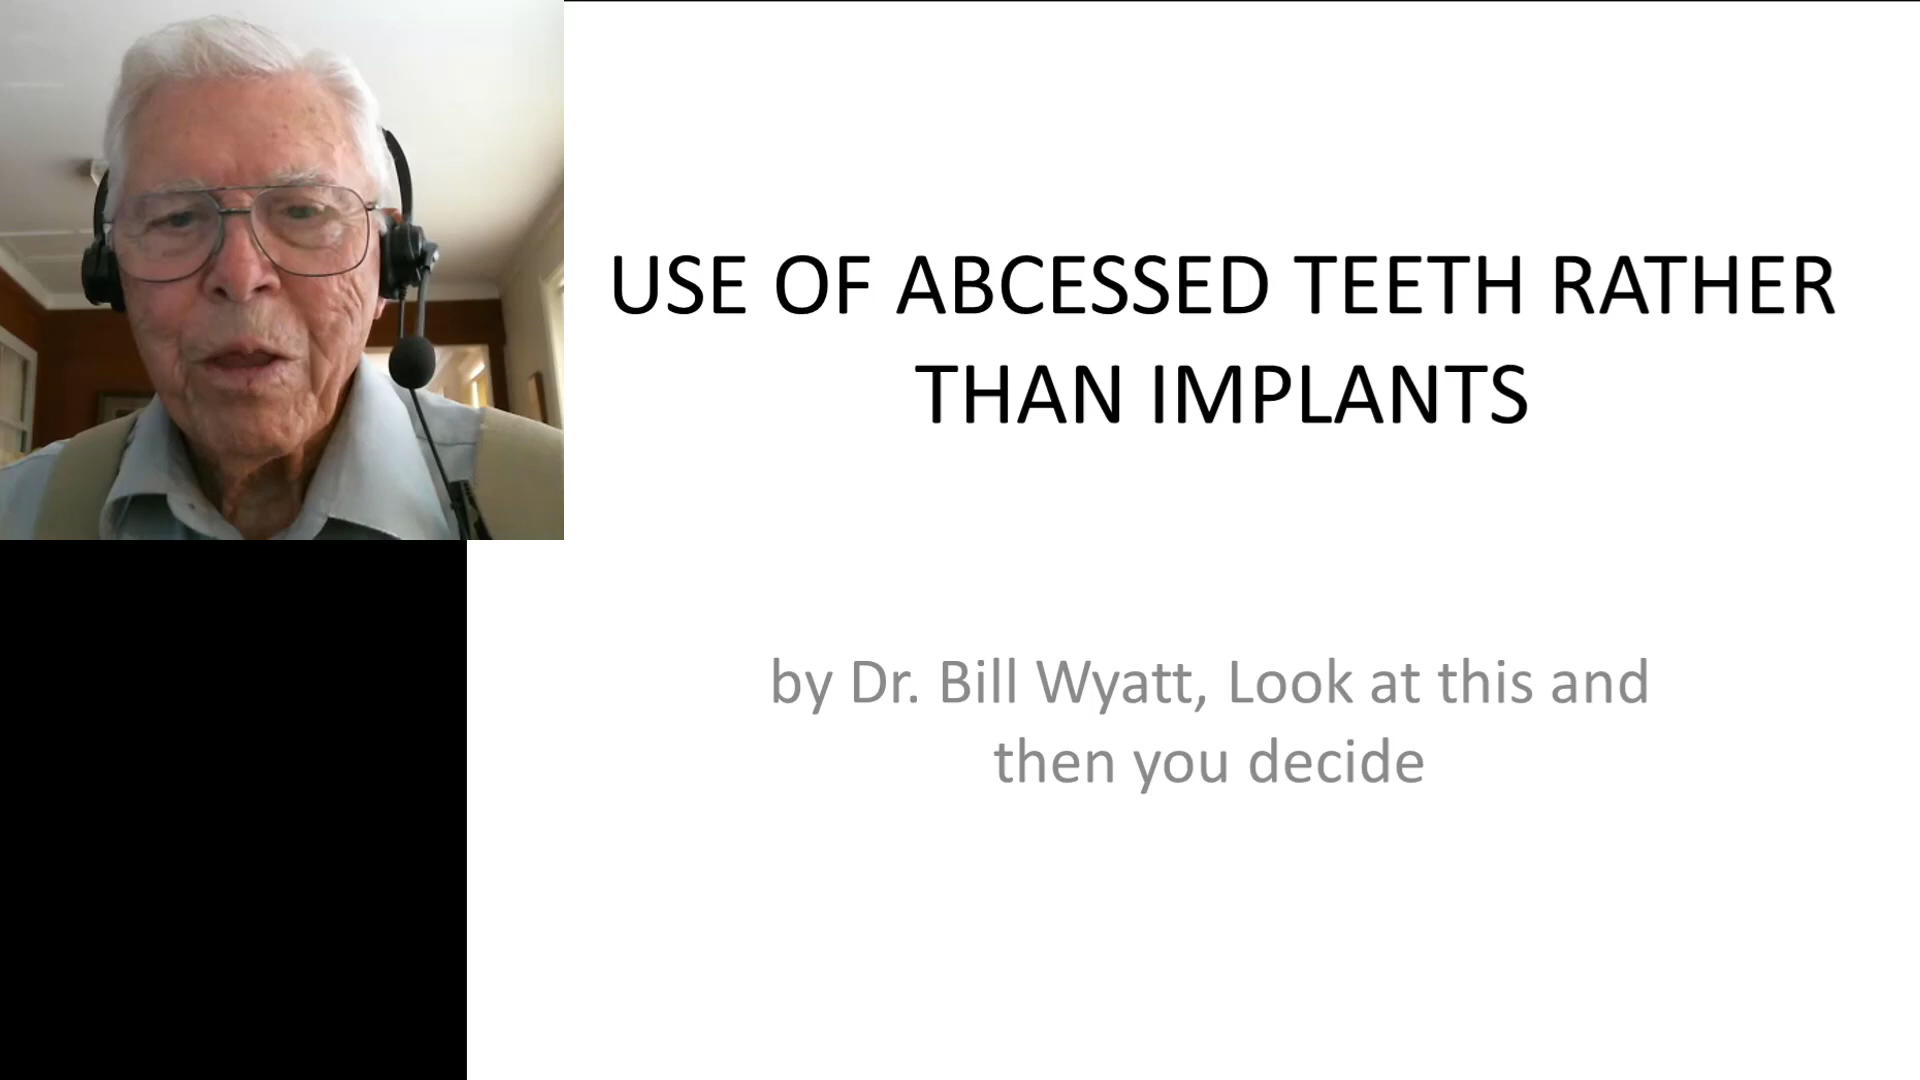 USE OF ABCESSED TEETH RATHER
THAN IMPLANTS
by Dr. Bill Wyatt, Look at this and
then you decide